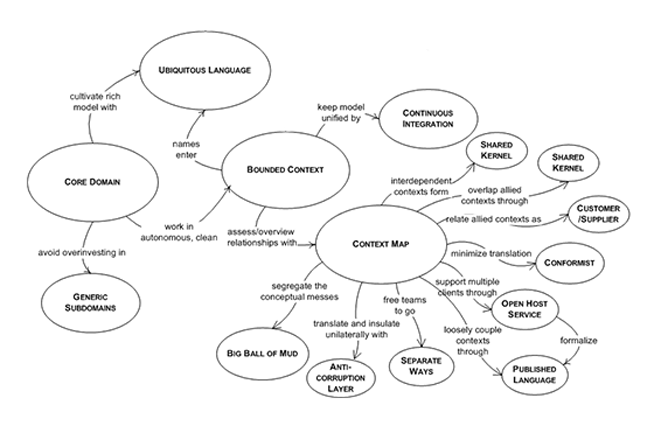 UBIQUITOUS LANGUAGE
cultivate rich
model with
keep model
unified by
CONTINUOUS
INTEGRATION
names
enter
SHARED
KERNEL
SHARED
KERNEL
BOUNDED CONTEXT
CORE DOMAIN
interdependent
contexts form
overlap allied
contexts through
CUSTOMER
/SUPPLIER
relate allied contexts as
work in
autonomous, clean
assess/overview
relationships with
CONTEXT MAP
avoid overinvesting in
minimize translation
CONFORMIST
GENERIC
SUBDOMAINS
segregate the
conceptual messes
free teams
to go
support multiple
clients through
OPEN HOST
SERVICE
translate and insulate
unilaterally with
loosely couple
contexts
through
formalize
BIG BALL OF MUD
ANTI-
CORRUPTION
LAYER
SEPARATE
WAYS
PUBLISHED
LANGUAGE